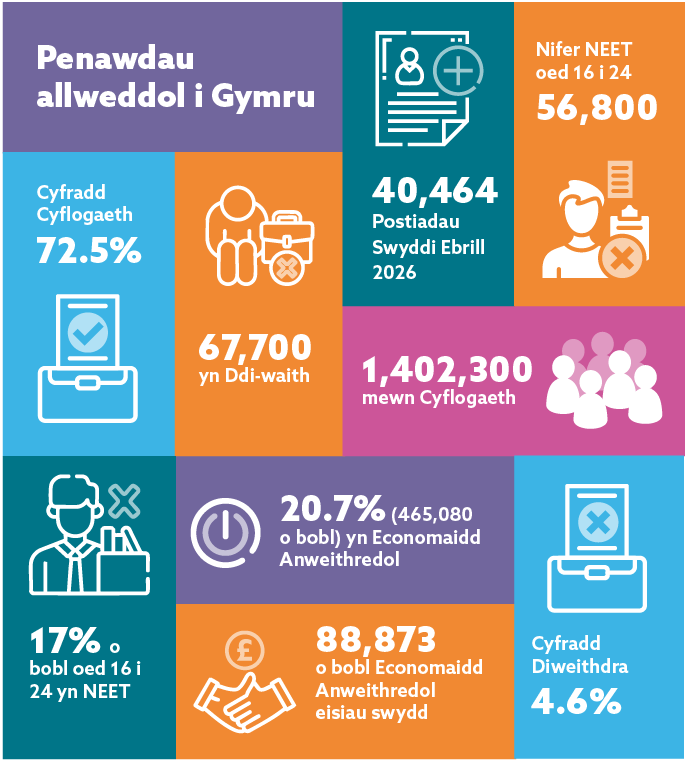 Penawdau
allweddol i Gymru
40,464
Postiadau
Swyddi Ebrill
2026
Nifer NEET
oed 16 i 24
56,800
Cyfradd
Cyflogaeth
72.5%
67,700
yn Ddi-waith
1,402,300
mewn Cyflogaeth
17% o
bobl oed 16 i
24 yn NEET
20.7% (465,080
o bobl) yn Economaidd
Anweithredol
£
88,873
o bobl Economaidd
Anweithredol
eisiau swydd
Cyfradd
Diweithdra
4.6%